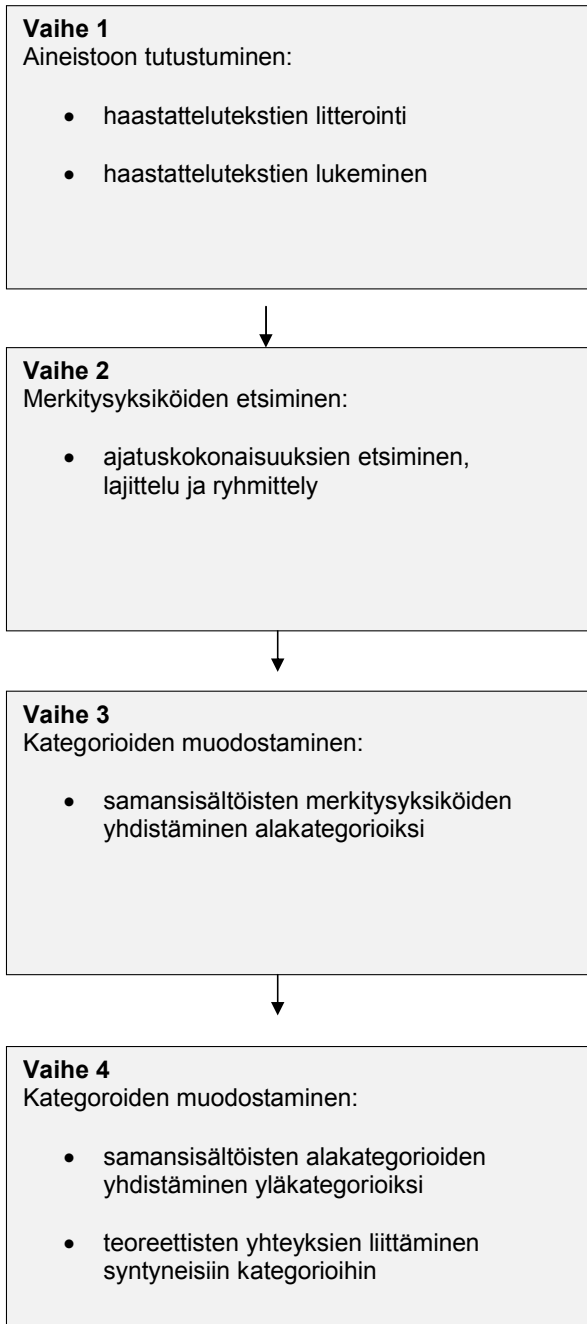 Vaihe 1
Aineistoon tutustuminen:
• haastattelutekstien litterointi
• haastattelutekstien lukeminen
Vaihe 2
Merkitysyksiköiden etsiminen:
• ajatuskokonaisuuksien etsiminen,
lajittelu ja ryhmittely
Vaihe 3
Kategorioiden muodostaminen:
• samansisältöisten merkitysyksiköiden
yhdistäminen alakategorioiksi
Vaihe 4
Kategoroiden muodostaminen:
• samansisältöisten alakategorioiden
yhdistäminen yläkategorioiksi
• teoreettisten yhteyksien liittäminen
syntyneisiin kategorioihin